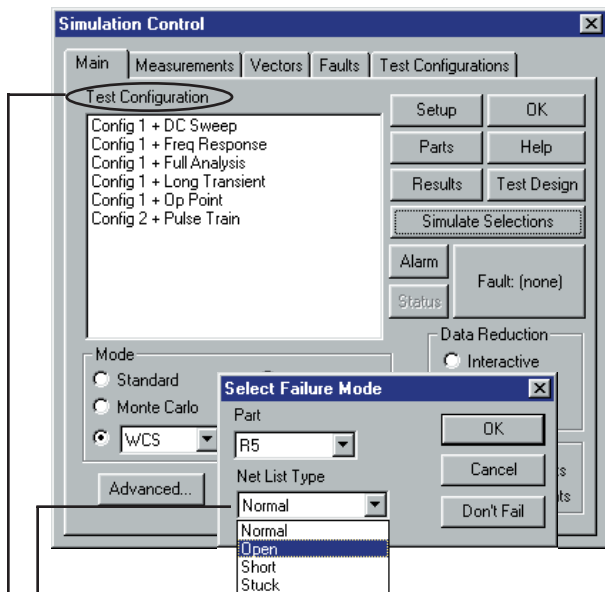 Simulation Control
Main Measurements Vectors Faults Test Configurations
Test Configuration
Config 1 + DC Sweep
Config 1 + Freq Response
Config 1 + Full Analysis
Config 1 + Long Transient
Config 1 + Op Point
Config 2 + Pulse Train
Setup OK
Parts Help
Results Test Design
Simulate Selections
Alarm
Status
Fault: (none)
Data Reduction
Interactive
Mode
Standard
Monte Carlo
WCS
Advanced...
Select Failure Mode
Part
R5
Net List Type
Normal
Normal
Open
Short
Stuck
OK
Cancel
Don't Fail